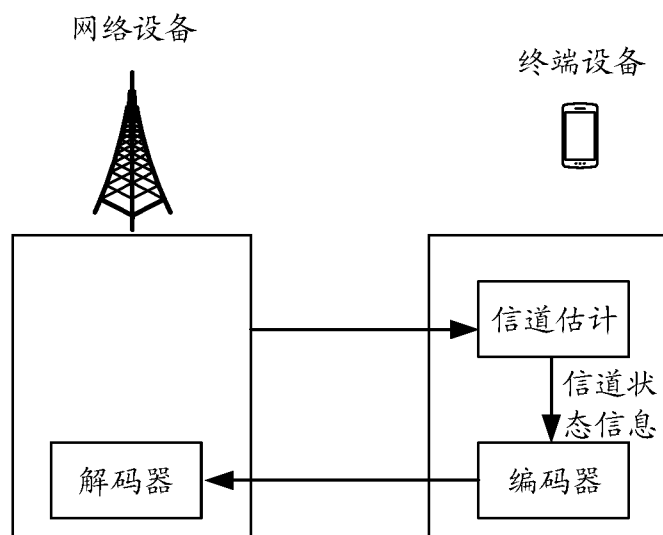 网络设备
终端设备
信道估计
信道状
态信息
解码器
编码器